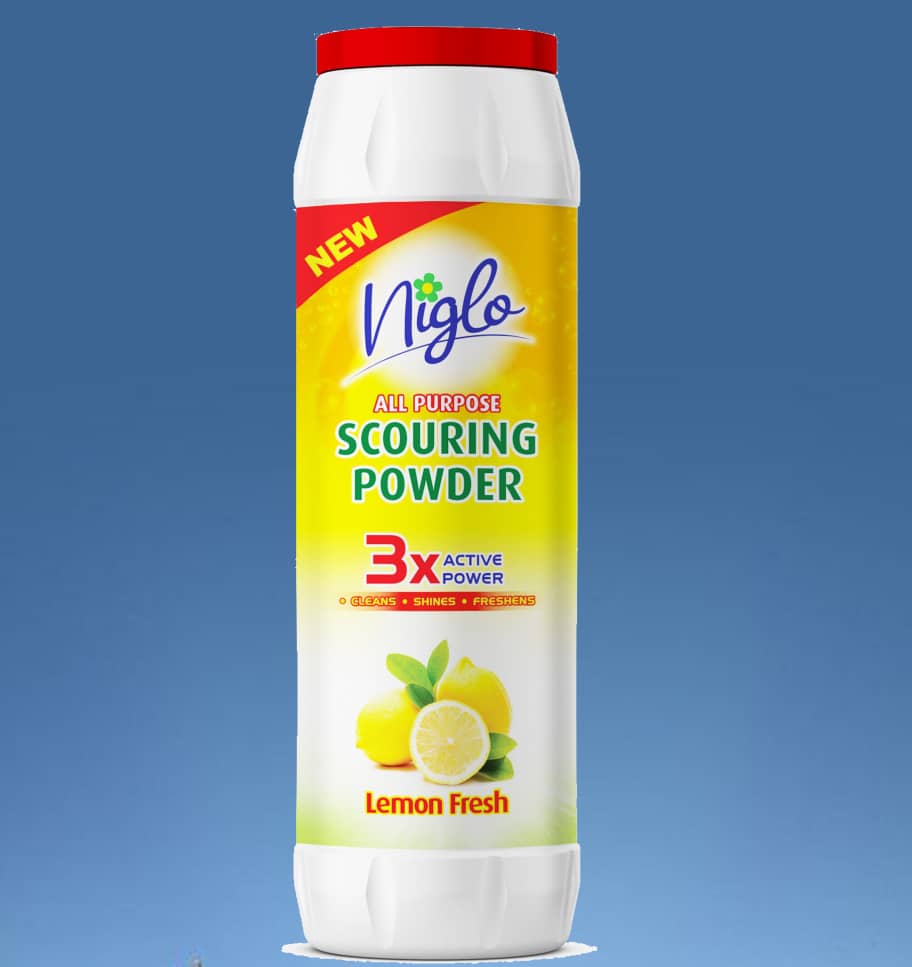 NEW
Niglo
ALL PURPOSE
SCOURING
POWDER
3x ACTIVE
POWER
• CLEANS • SHINES • FRESHENS
Lemon Fresh